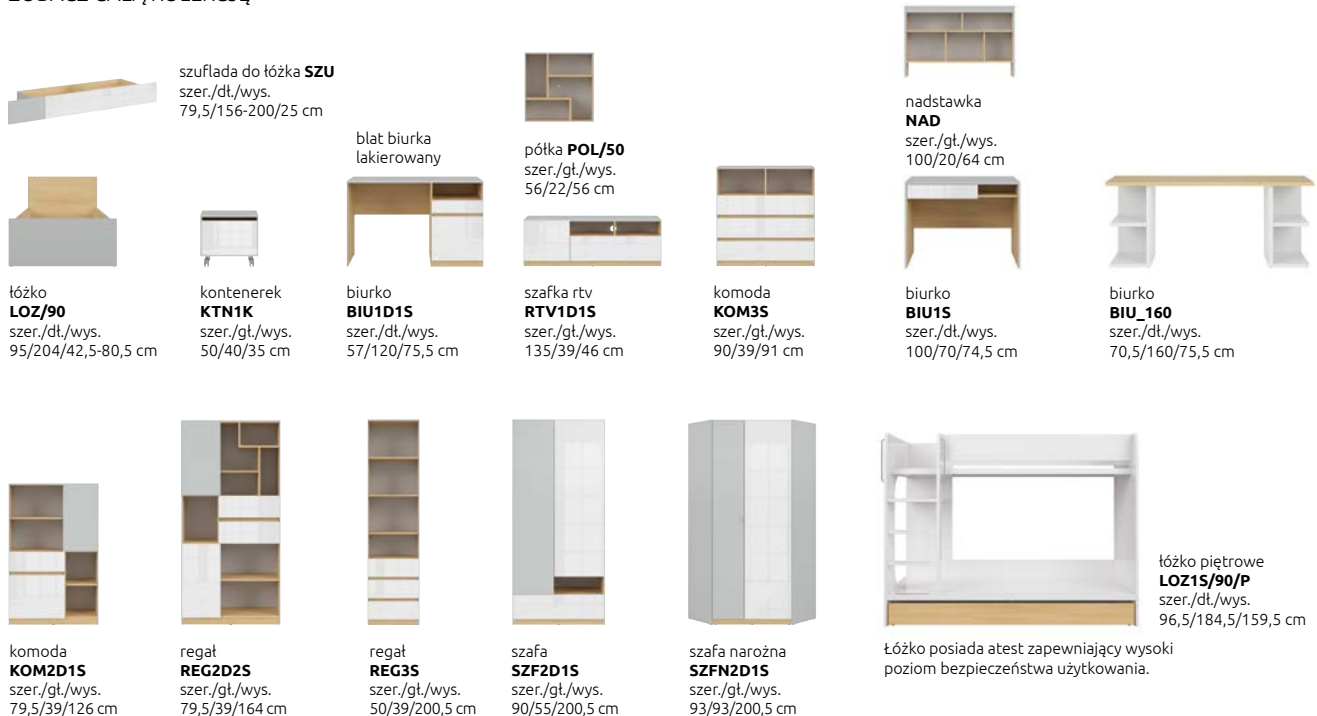 szuflada do łóżka SZU
szer./dł./wys.
79,5/156-200/25 cm
blat biurka
lakierowany
półka POL/50
szer./gł./wys.
56/22/56 cm
nadstawka
NAD
szer./gł./wys.
100/20/64 cm
łóżko
LOZ/90
szer./dł./wys.
95/204/42,5-80,5 cm
kontenerek
KTN1K
szer./gł./wys.
50/40/35 cm
biurko
BIU1D1S
szer./dł./wys.
57/120/75,5 cm
szafka rtv
RTV1D1S
szer./gł./wys.
135/39/46 cm
komoda
KOM3S
szer./gł./wys.
90/39/91 cm
biurko
BIU1S
szer./dł./wys.
100/70/74,5 cm
biurko
BIU_160
szer./dł./wys.
70,5/160/75,5 cm
komoda
KOM2D1S
szer./gł./wys.
79,5/39/126 cm
regał
REG2D2S
szer./gł./wys.
79,5/39/164 cm
regał
REG3S
szer./gł./wys.
50/39/200,5 cm
szafa
SZF2D1S
szer./gł./wys.
90/55/200,5 cm
szafa narożna
SZFN2D1S
szer./gł./wys.
93/93/200,5 cm
łóżko piętrowe
LOZ1S/90/P
szer./dł./wys.
96,5/184,5/159,5 cm
Łóżko posiada atest zapewniający wysoki
poziom bezpieczeństwa użytkowania.